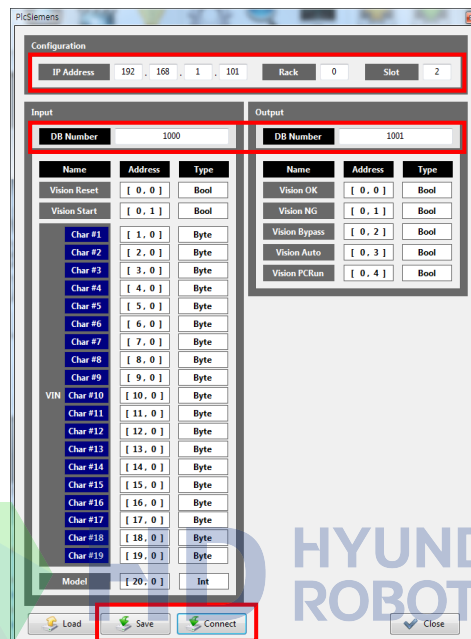 PlcSiemens
Configuration
IP Address 192 . 168 . 1 . 101 Rack 0 Slot 2
Input
DB Number 1000
Name Address Type
Vision Reset [ 0, 0 ] Bool
Vision Start [ 0, 1 ] Bool
VIN
Char #1 [ 1, 0 ] Byte
Char #2 [ 2, 0 ] Byte
Char #3 [ 3, 0 ] Byte
Char #4 [ 4, 0 ] Byte
Char #5 [ 5, 0 ] Byte
Char #6 [ 6, 0 ] Byte
Char #7 [ 7, 0 ] Byte
Char #8 [ 8, 0 ] Byte
Char #9 [ 9, 0 ] Byte
Char #10 [ 10, 0 ] Byte
Char #11 [ 11, 0 ] Byte
Char #12 [ 12, 0 ] Byte
Char #13 [ 13, 0 ] Byte
Char #14 [ 14, 0 ] Byte
Char #15 [ 15, 0 ] Byte
Char #16 [ 16, 0 ] Byte
Char #17 [ 17, 0 ] Byte
Char #18 [ 18, 0 ] Byte
Char #19 [ 19, 0 ] Byte
Model [ 20, 0 ] Int
Output
DB Number 1001
Name Address Type
Vision OK [ 0, 0 ] Bool
Vision NG [ 0, 1 ] Bool
Vision Bypass [ 0, 2 ] Bool
Vision Auto [ 0, 3 ] Bool
Vision PCRun [ 0, 4 ] Bool
HYUND
ROBOT
Load Save Connect Close